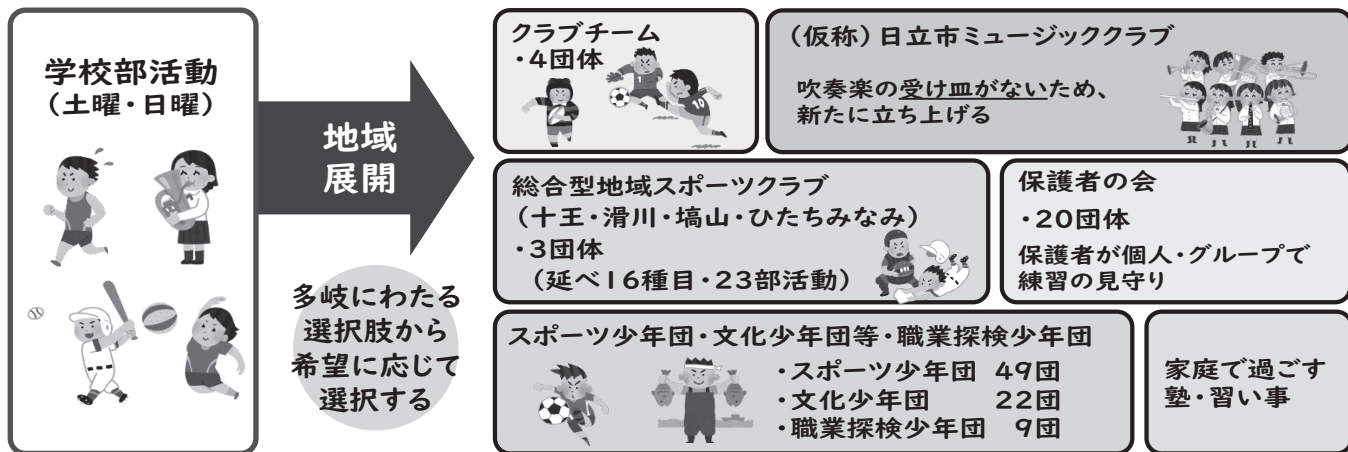 学校部活動
(土曜・日曜)
地域
展開
多岐にわたる
選択肢から
希望に応じて
選択する
クラブチーム
・4団体
(仮称)日立市ミュージッククラブ
吹奏楽の受け皿がないため、
新たに立ち上げる
総合型地域スポーツクラブ
(十王・滑川・塙山・ひたちみなみ)
・3団体
(延べ16種目・23部活動)
保護者の会
・20団体
保護者が個人・グループで
練習の見守り
スポーツ少年団・文化少年団等・職業探検少年団
・スポーツ少年団 49団
・文化少年団 22団
・職業探検少年団 9団
家庭で過ごす
塾・習い事